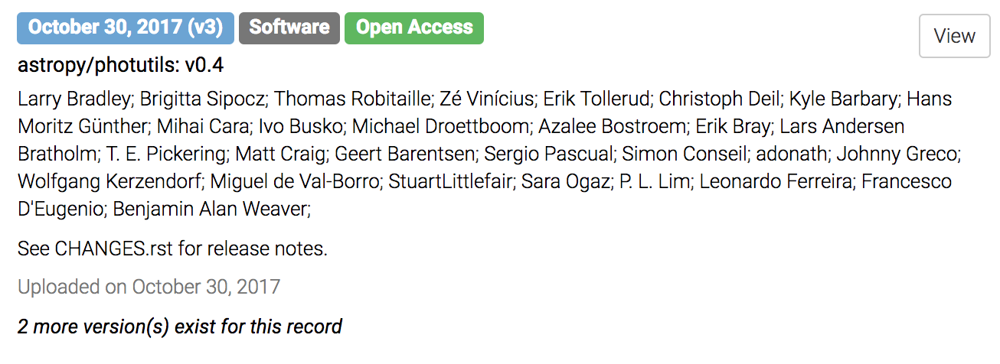 October 30, 2017 (v3) Software Open Access View
astropy/photutils: v0.4
Larry Bradley; Brigitta Sipocz; Thomas Robitaille; Zé Vinícius; Erik Tollerud; Christoph Deil; Kyle Barbary; Hans
Moritz Günther; Mihai Cara; Ivo Busko; Michael Droettboom; Azalee Bostroem; Erik Bray; Lars Andersen
Bratholm; T. E. Pickering; Matt Craig; Geert Barentsen; Sergio Pascual; Simon Conseil; adonath; Johnny Greco;
Wolfgang Kerzendorf; Miguel de Val-Borro; StuartLittlefair; Sara Ogaz; P. L. Lim; Leonardo Ferreira; Francesco
D'Eugenio; Benjamin Alan Weaver;
See CHANGES.rst for release notes.
Uploaded on October 30, 2017
2 more version(s) exist for this record